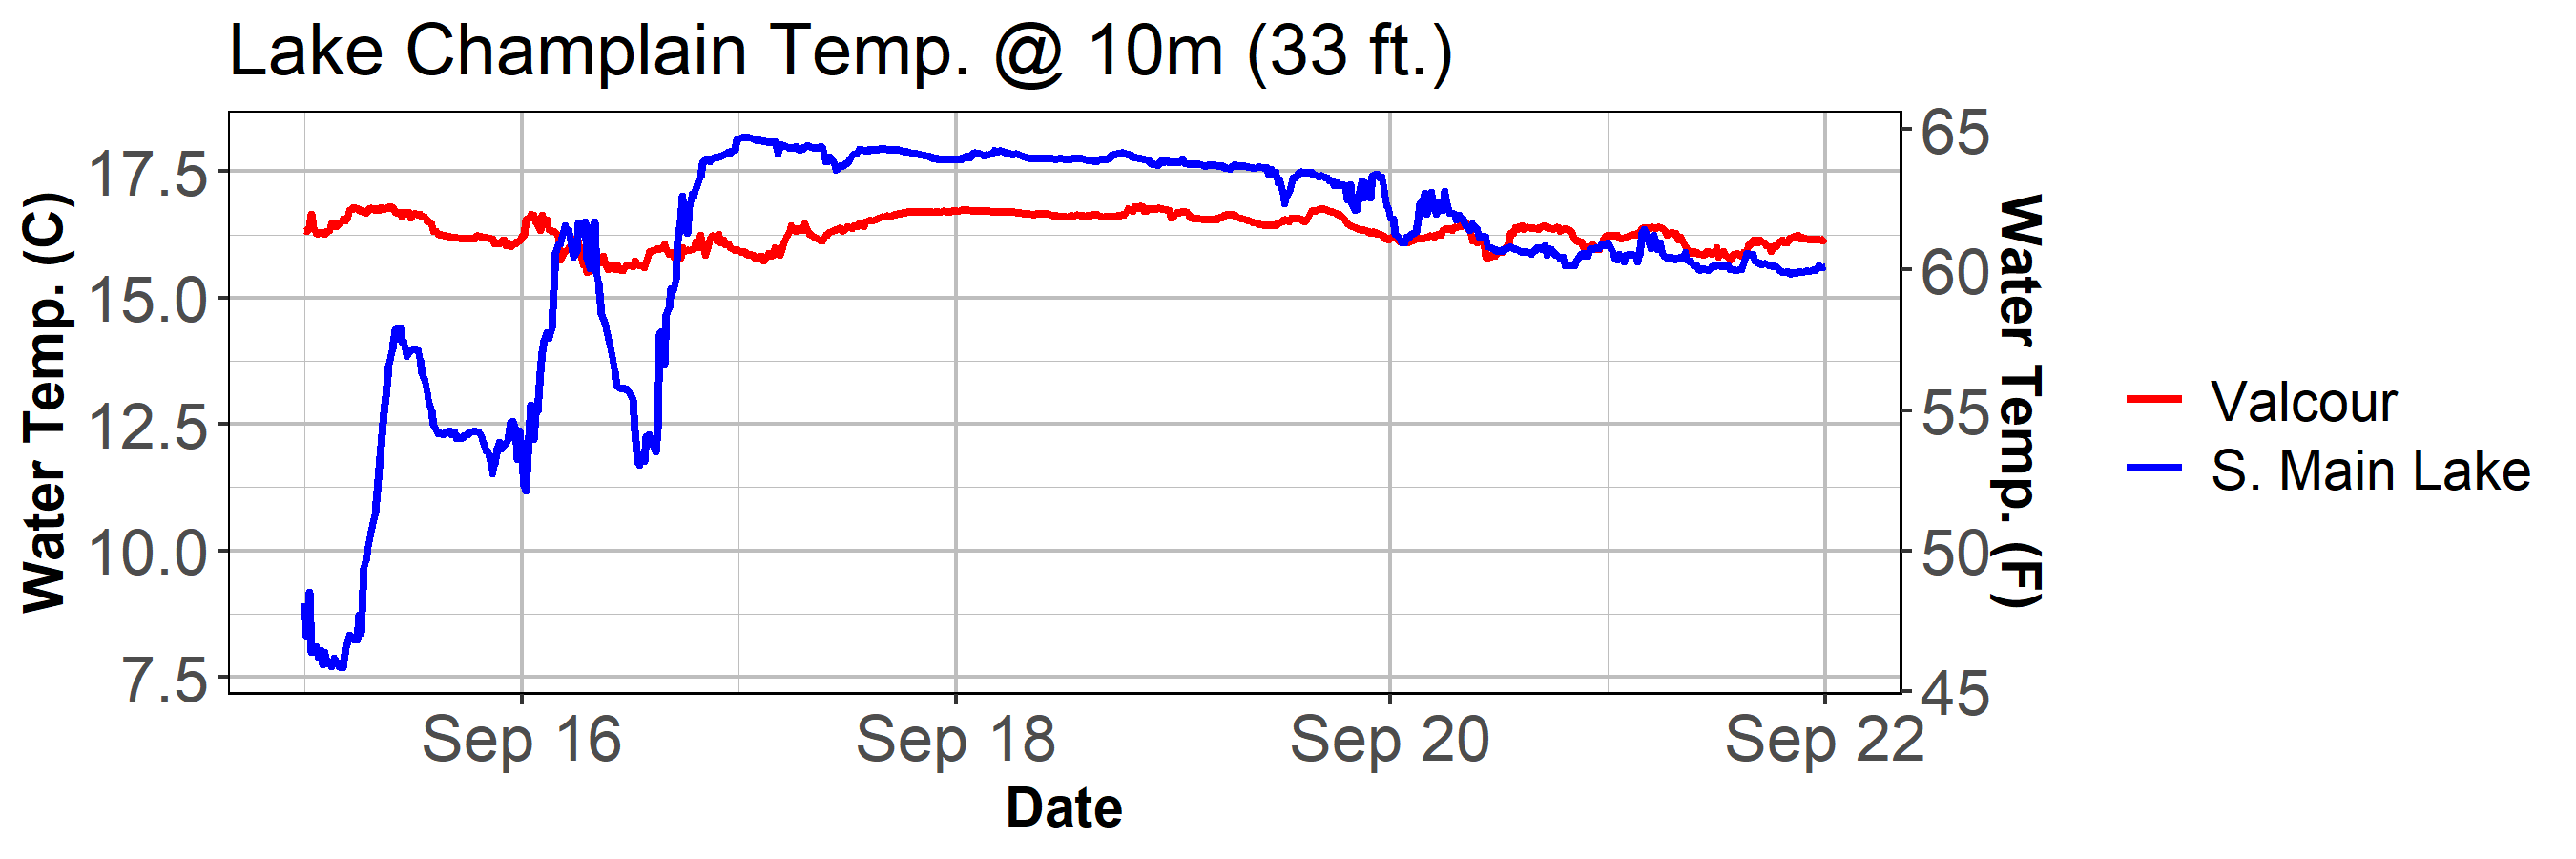 Lake Champlain Temp. @ 10m (33 ft.)
Water Temp. (C)
17.5
15.0
12.5
10.0
7.5
65
60
55
50
45
Water Temp. (F)
Sep 16
Sep 18
Sep 20
Sep 22
Date
Valcour
S. Main Lake